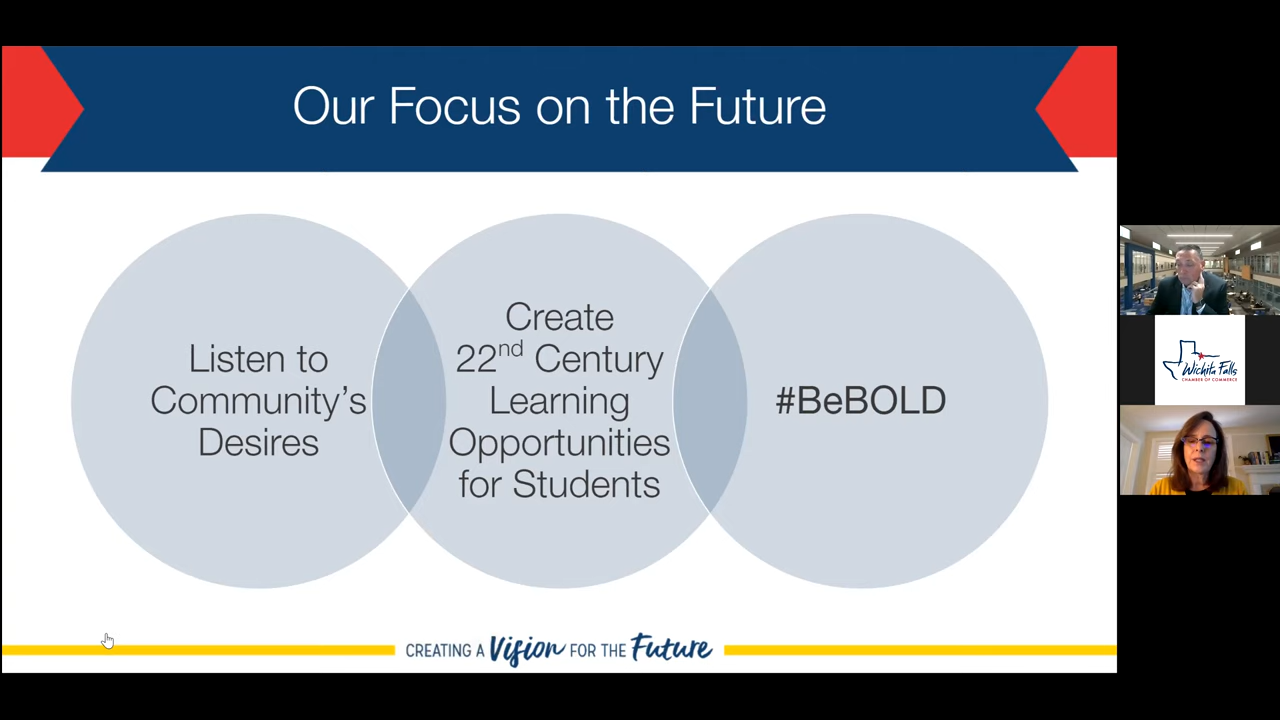 Our Focus on the Future
Listen to
Community's
Desires
Create
22nd Century
Learning
Opportunities
for Students
#BeBOLD
CREATING A Vision FOR THE Future
Wichita Falls
CHAMBER OF COMMERCE